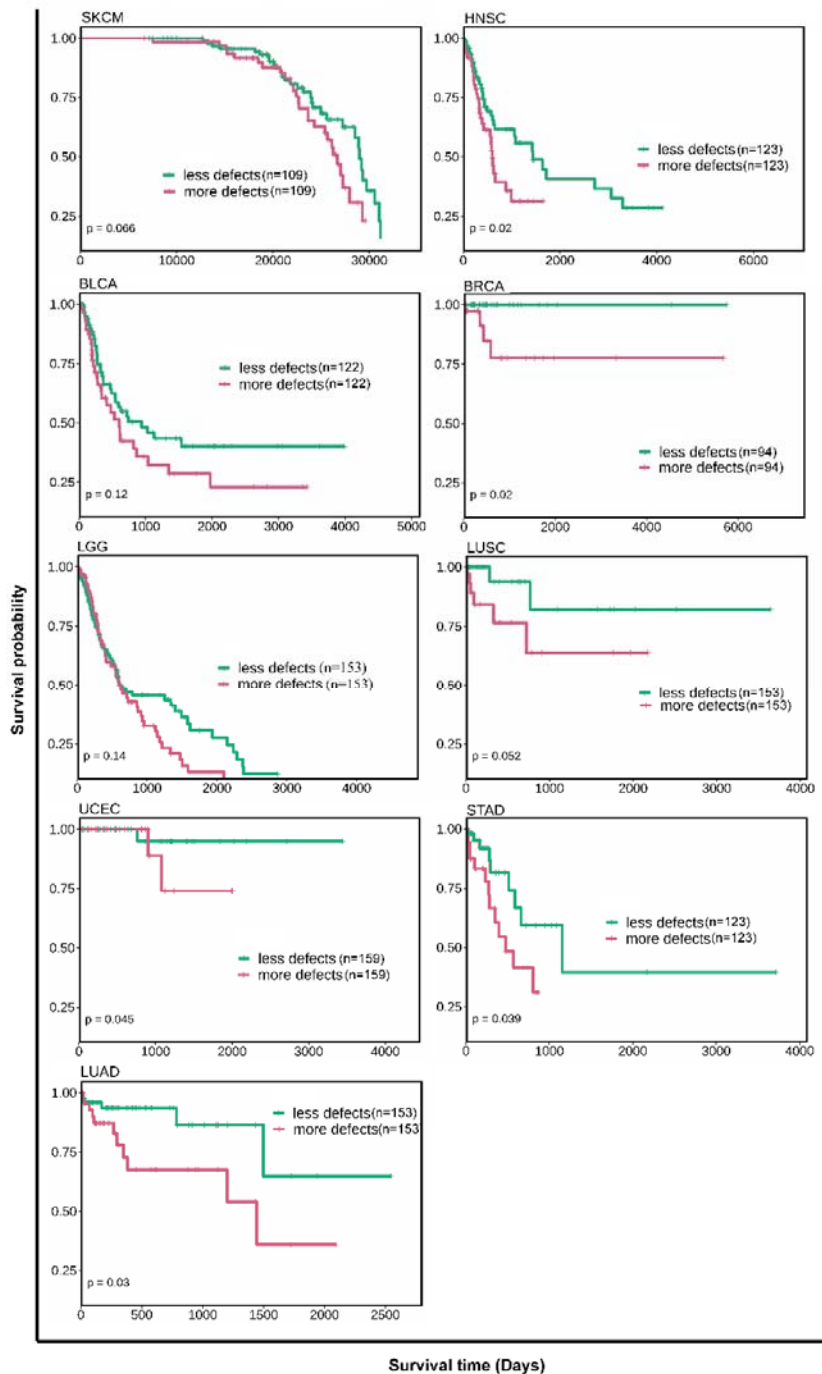 SKCM
1.00
0.75
0.50
0.25
less defects(n=109)
more defects(n=109)
p = 0.066
0 10000 20000 30000
HNSC
1.00
0.75
0.50
0.25
less defects(n=123)
more defects(n=123)
p = 0.02
0 2000 4000 6000
BLCA
1.00
0.75
0.50
0.25
less defects(n=122)
more defects(n=122)
p = 0.12
0 1000 2000 3000 4000 5000
BRCA
1.00
0.75
0.50
0.25
less defects(n=94)
more defects(n=94)
p = 0.02
0 2000 4000 6000
LGG
1.00
0.75
0.50
0.25
less defects (n=153)
more defects(n=153)
p = 0.14
0 1000 2000 3000 4000
LUSC
1.00
0.75
0.50
0.25
less defects(n=153)
more defects(n=153)
p = 0.052
0 1000 2000 3000 4000
UCEC
1.00
0.75
0.50
0.25
less defects(n=159)
more defects(n=159)
p = 0.045
0 1000 2000 3000 4000
STAD
1.00
0.75
0.50
0.25
less defects(n=123)
more defects(n=123)
p = 0.039
0 1000 2000 3000 4000
LUAD
1.00
0.75
0.50
0.25
less defects(n=153)
more defects(n=153
p = 0.03
0 500 1000 1500 2000 2500
Survival probability
Survival time (Days)